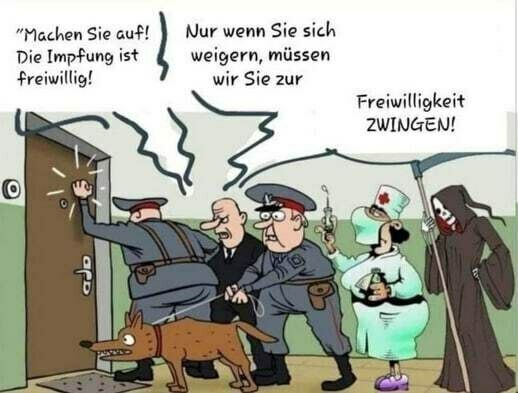 "Machen Sie auf!
Die Impfung ist
freiwillig!
Nur wenn Sie sich
weigern, müssen
wir Sie zur
Freiwilligkeit
ZWINGEN!